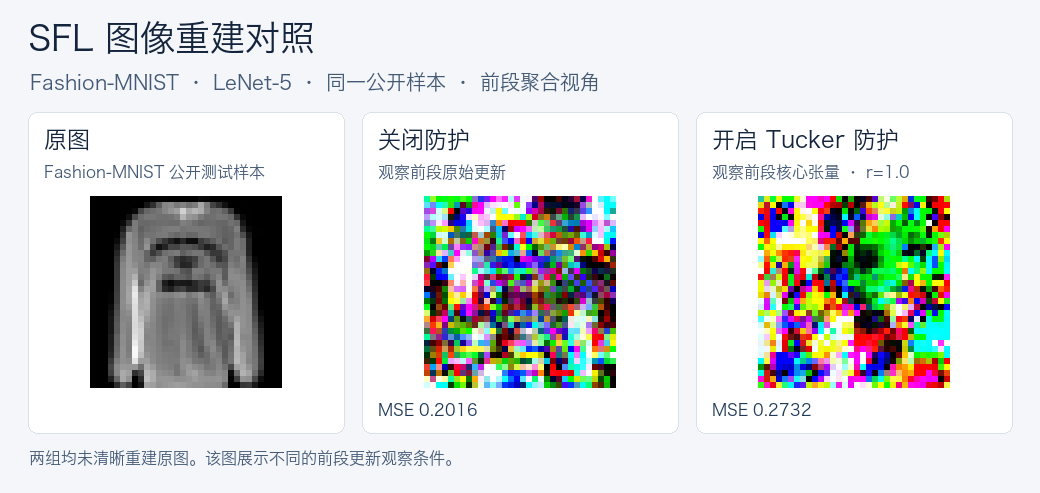 SFL 图像重建对照
Fashion-MNIST · LeNet-5 · 同一公开样本 · 前段聚合视角
原图
Fashion-MNIST 公开测试样本
关闭防护
观察前段原始更新
MSE 0.2016
开启 Tucker 防护
观察前段核心张量 · r=1.0
MSE 0.2732
两组均未清晰重建原图。该图展示不同的前段更新观察条件。